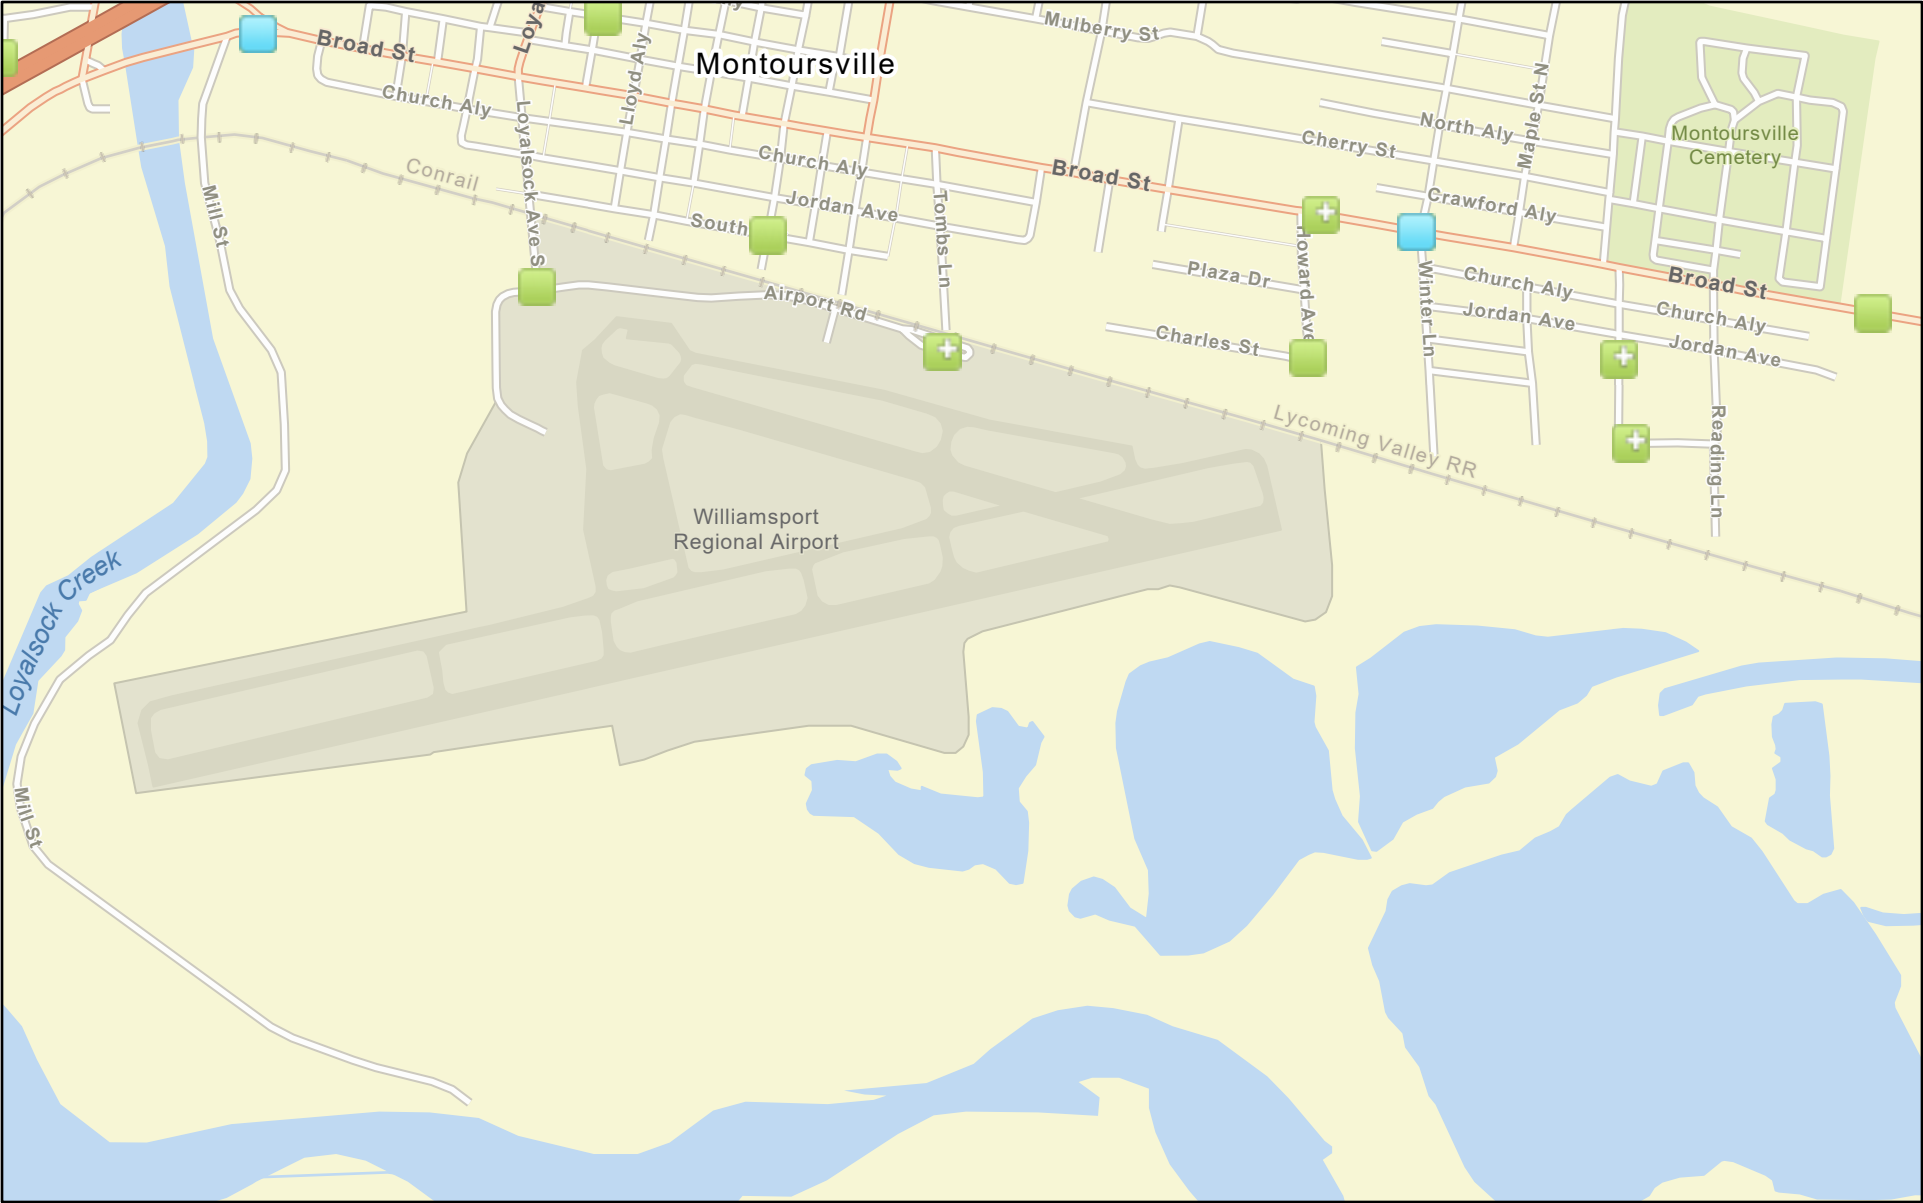 Loya
Mulberry St
Broad St
Lloyd Aly
Montoursville
Maple St N
Church Aly
Loyalsock Ave S
North Aly
Montoursville
Cemetery
Cherry St
Church Aly
Conrail
Broad St
Mill St
Jordan Ave
Tombs Ln
Crawford Aly
South
Howard Ave
Plaza Dr
Winter Ln
Church Aly
Broad St
Airport Rd
Jordan Ave
Church Aly
Charles St
Jordan Ave
Lycoming Valley RR
Reading Ln
Williamsport
Regional Airport
Loyalsock Creek
Mill St